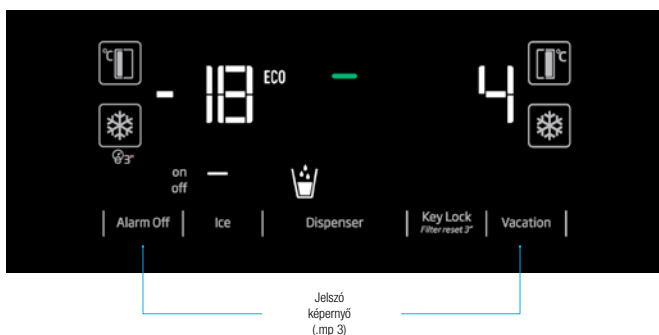 °C °C
- 18 ECO 4
3"
on
off
Alarm Off Ice Dispenser Key Lock Vacation
Filter reset 3"
Jelszó
képernyő
(.mp 3)